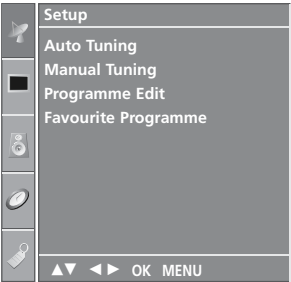 Setup
Auto Tuning
Manual Tuning
Programme Edit
Favourite Programme
▲▼ ◄► OK MENU